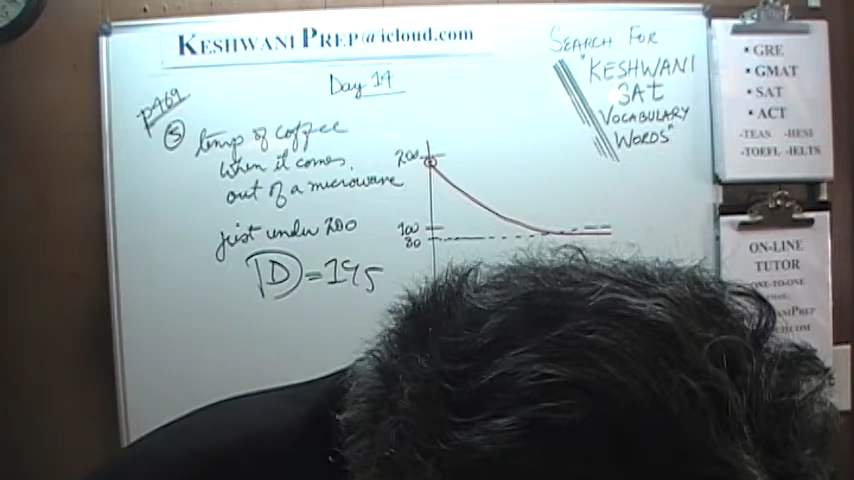 KESHWANI PREP@icloud.com
Day 14
P469
5 temp of coffee
when it comes
out of a microwave
just under 200
D = 195
200
100
80
SEARCH FOR
"KESHWANI
SAT
VOCABULARY
WORDS"
• GRE
• GMAT
• SAT
• ACT
-TEAS -HESI
-TOEFL -IELTS
ON-LINE
TUTOR
ONE-TO-ONE